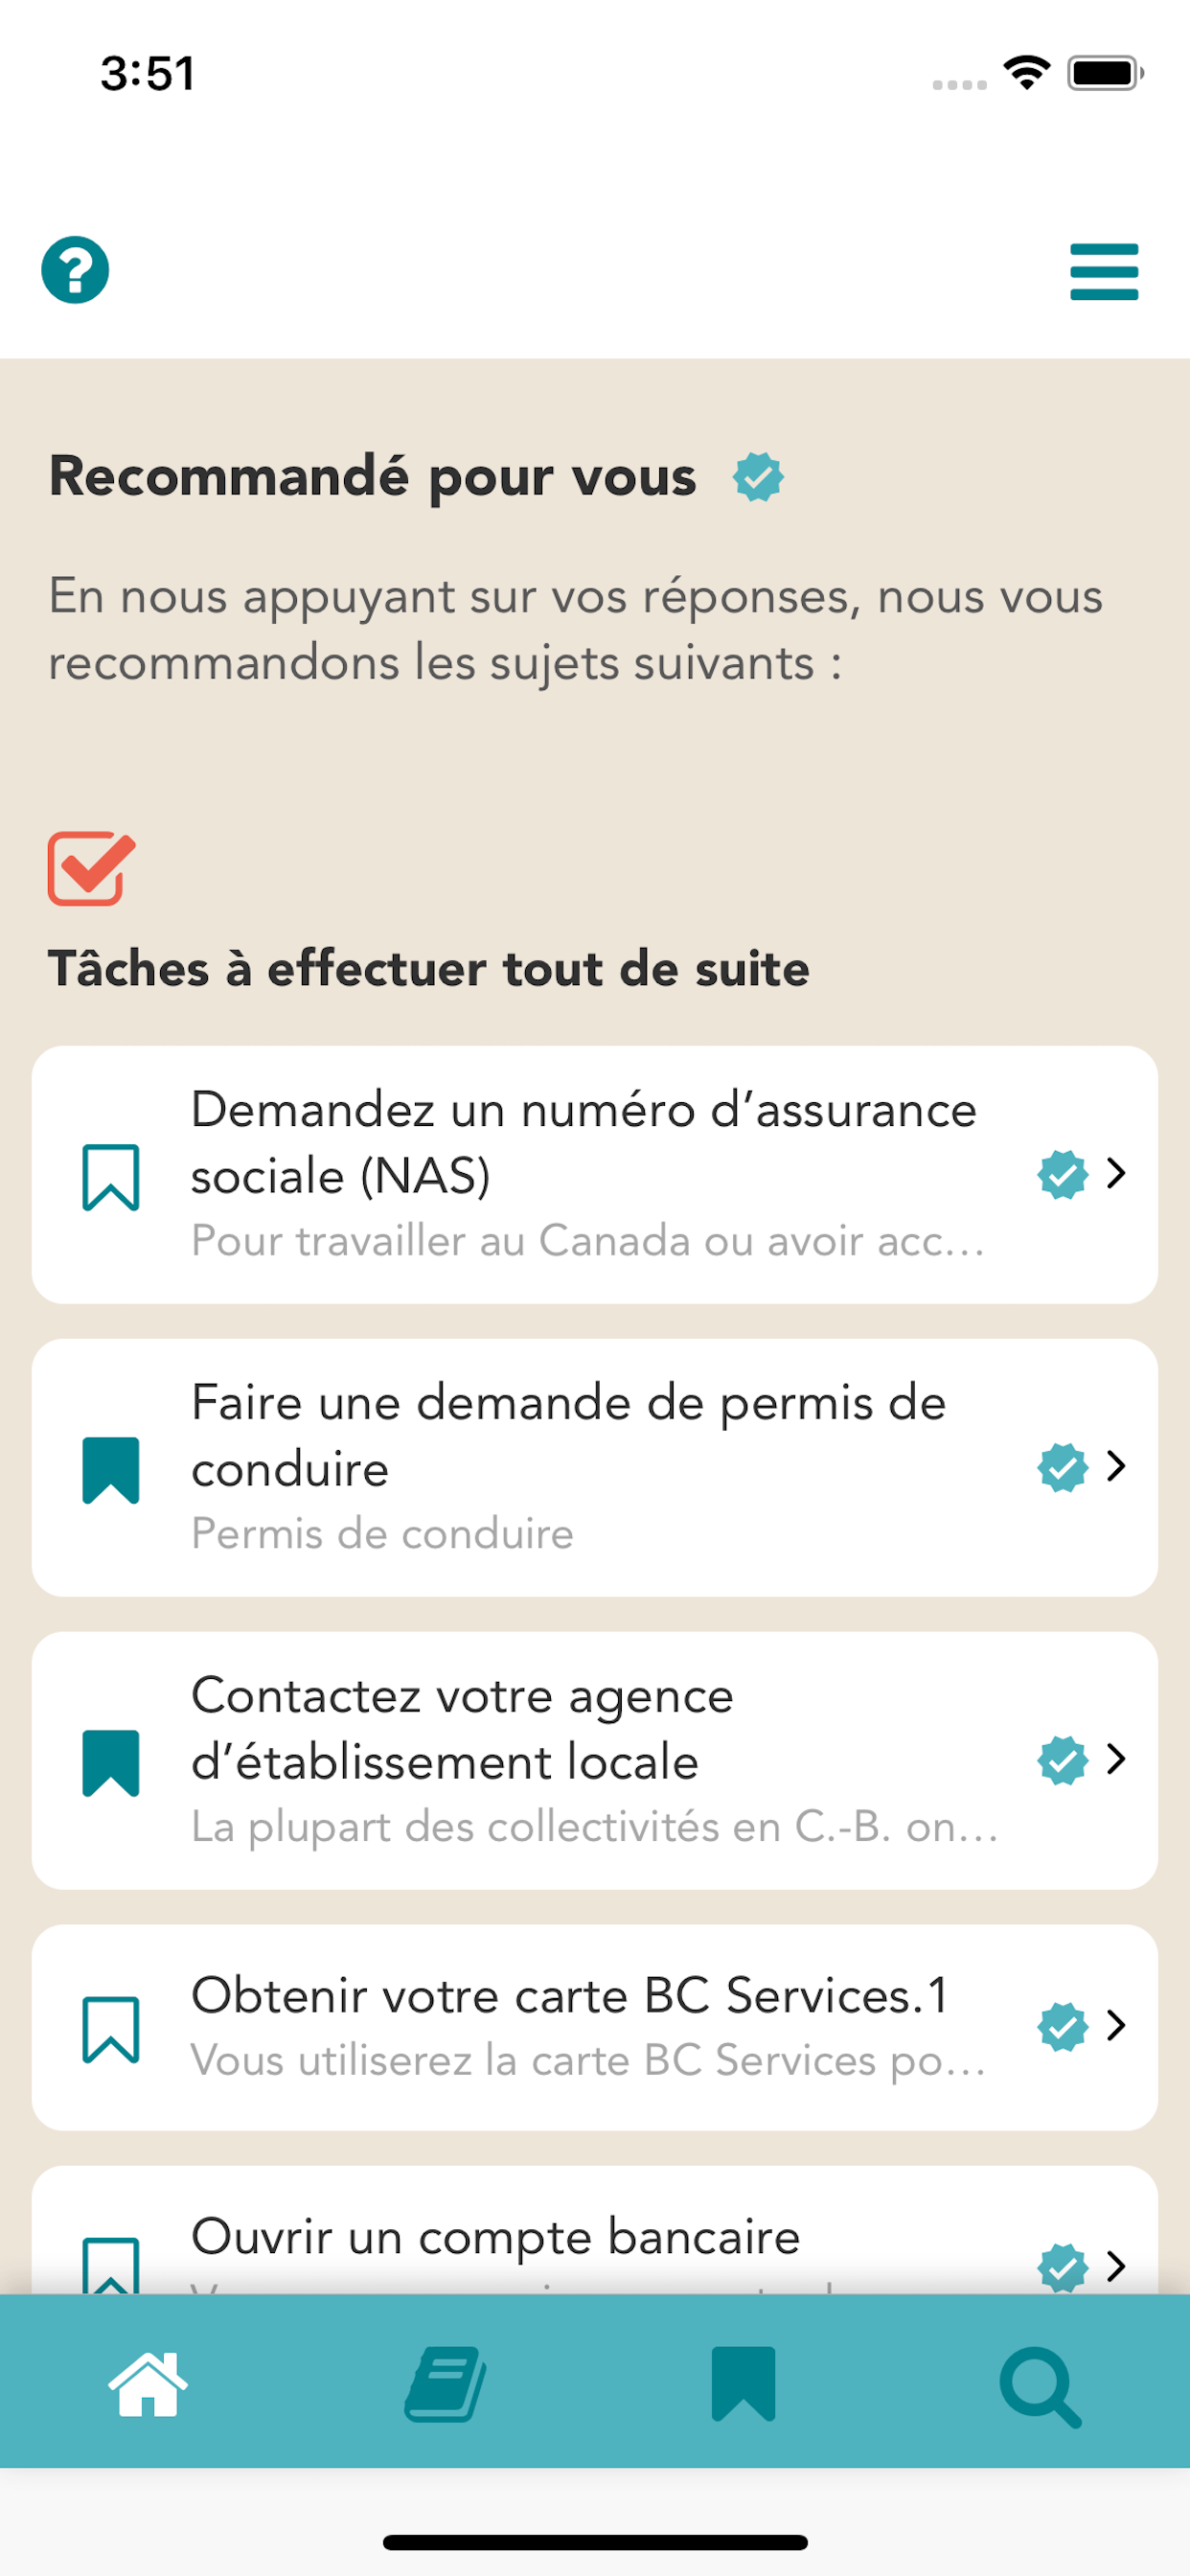 3:51
Recommandé pour vous
En nous appuyant sur vos réponses, nous vous
recommandons les sujets suivants :
Tâches à effectuer tout de suite
Demandez un numéro d’assurance
sociale (NAS)
Pour travailler au Canada ou avoir acc...
Faire une demande de permis de
conduire
Permis de conduire
Contactez votre agence
d’établissement locale
La plupart des collectivités en C.-B. on...
Obtenir votre carte BC Services.1
Vous utiliserez la carte BC Services po...
Ouvrir un compte bancaire